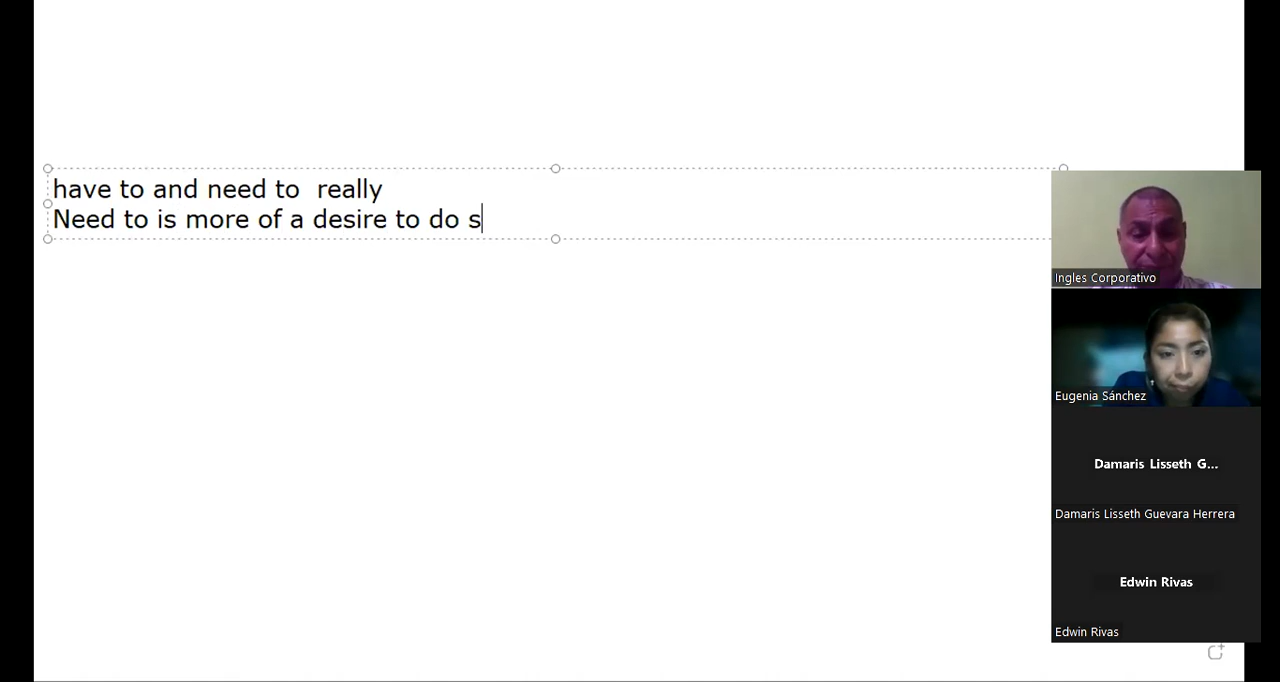 have to and need to  really
Need to is more of a desire to do s
Ingles Corporativo
Eugenia Sánchez
Damaris Lisseth G...
Damaris Lisseth Guevara Herrera
Edwin Rivas
Edwin Rivas